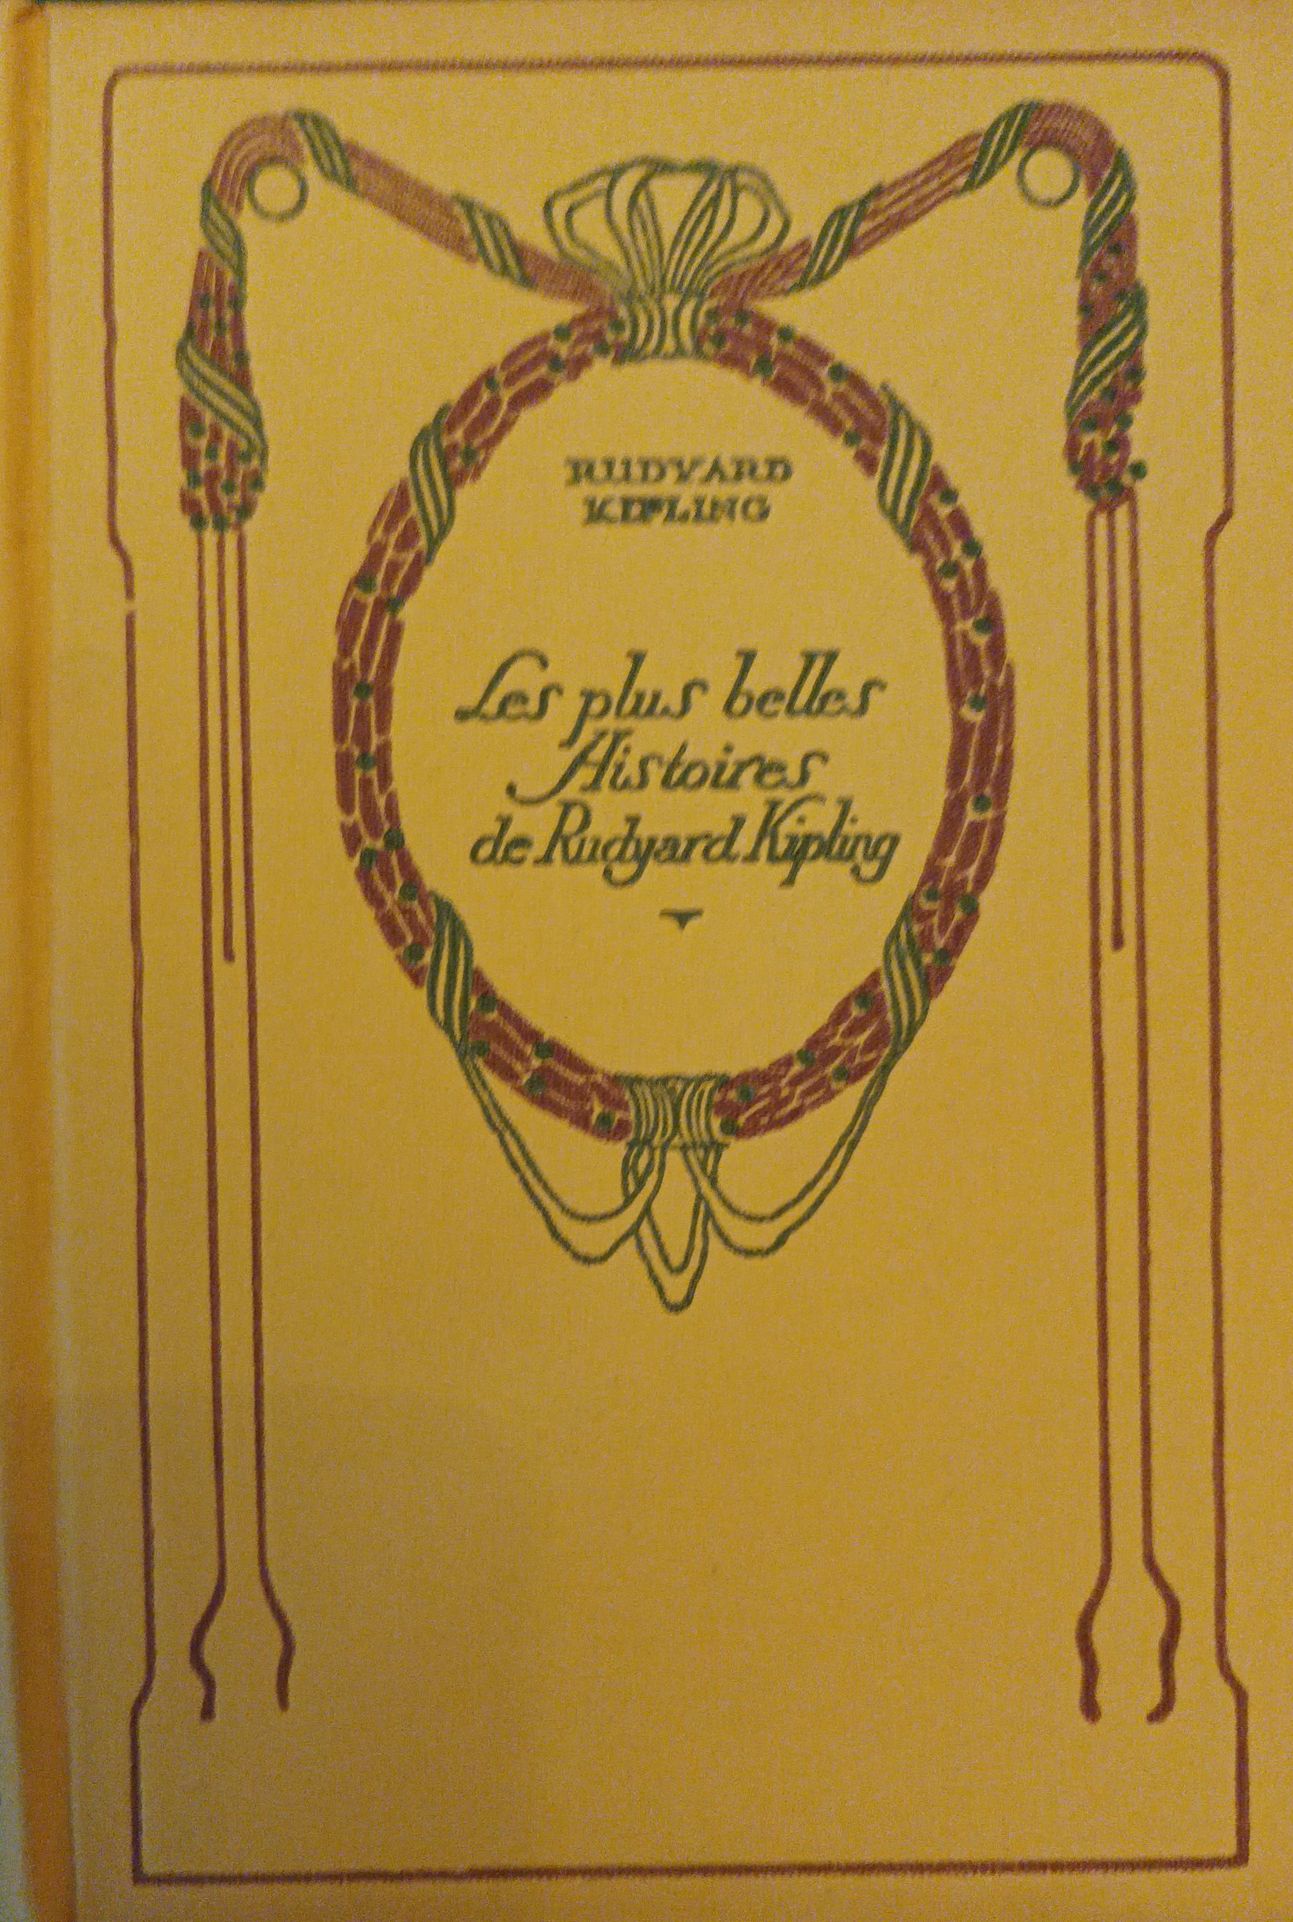 RUDYARD
KIPLING
Les plus belles
Histoires
de Rudyard Kipling